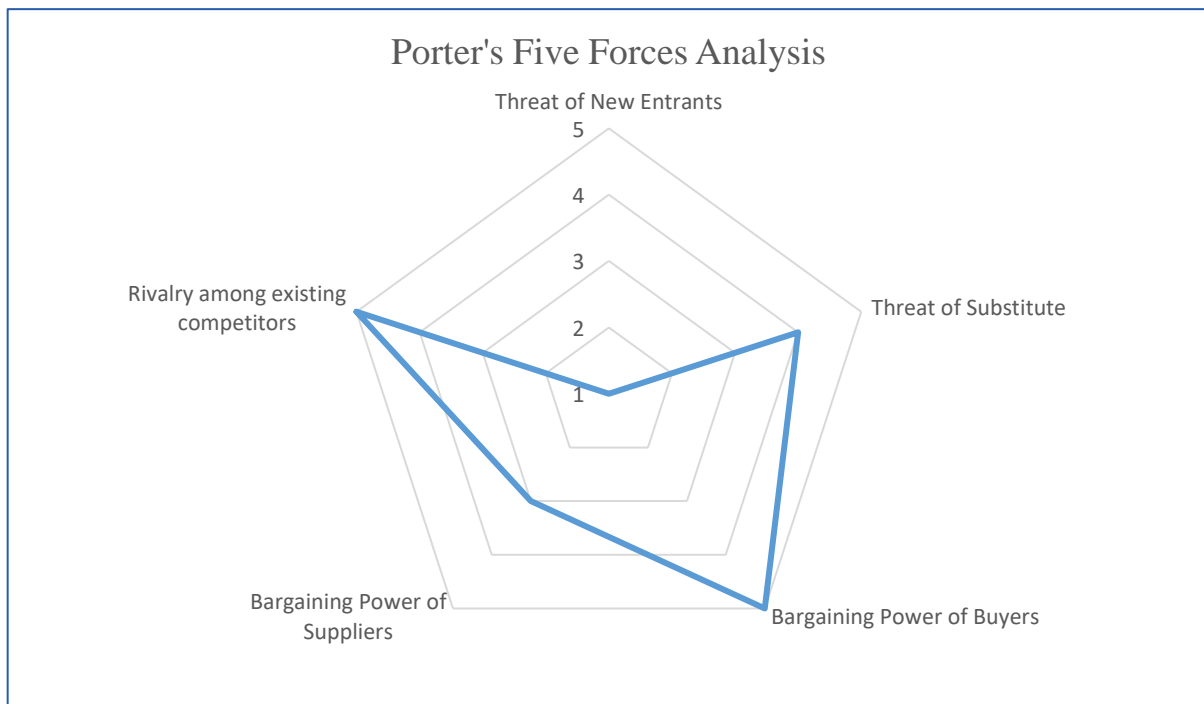 Porter's Five Forces Analysis
Threat of New Entrants
5
4
3
2
1
Threat of Substitute
Rivalry among existing
competitors
Bargaining Power of
Suppliers
Bargaining Power of Buyers